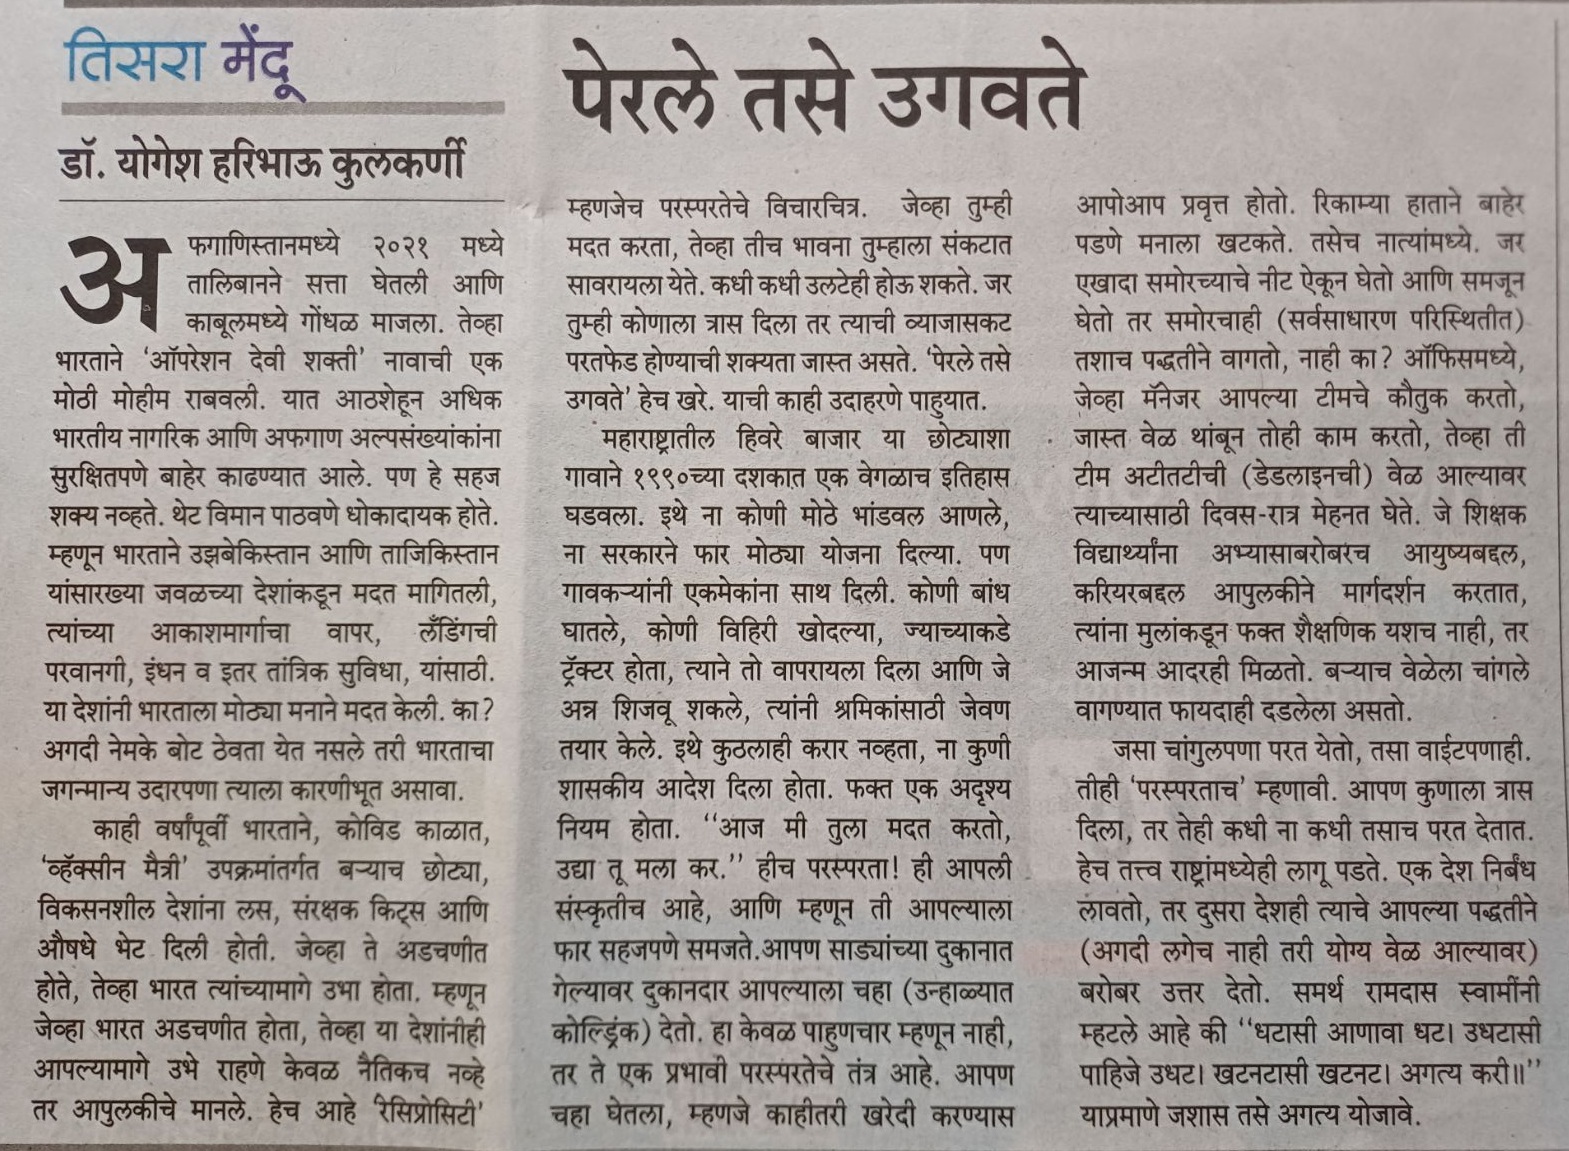 तिसरा मेंदू
डॉ. योगेश हरिभाऊ कुलकर्णी
पेरले तसे उगवते
अफगाणिस्तानमध्ये २०२१ मध्ये
तालिबानने सत्ता घेतली आणि
काबूलमध्ये गोंधळ माजला. तेव्हा
भारताने ‘ऑपरेशन देवी शक्ती’ नावाची एक
मोठी मोहीम राबवली. यात आठशेहून अधिक
भारतीय नागरिक आणि अफगाण अल्पसंख्यांकांना
सुरक्षितपणे बाहेर काढण्यात आले. पण हे सहज
शक्य नव्हते. थेट विमान पाठवणे धोकादायक होते.
म्हणून भारताने उझबेकिस्तान आणि ताजिकिस्तान
यांसारख्या जवळच्या देशांकडून मदत मागितली,
त्यांच्या आकाशमार्गाचा वापर, लँडिंगची
परवानगी, इंधन व इतर तांत्रिक सुविधा, यांसाठी.
या देशांनी भारताला मोठ्या मनाने मदत केली. का?
अगदी नेमके बोट ठेवता येत नसले तरी भारताचा
जगन्मान्य उदारपणा त्याला कारणीभूत असावा.
काही वर्षांपूर्वी भारताने, कोविड काळात,
‘व्हॅक्सीन मैत्री’ उपक्रमांतर्गत बऱ्याच छोट्या,
विकसनशील देशांना लस, संरक्षक किट्स आणि
औषधे भेट दिली होती. जेव्हा ते अडचणीत
होते, तेव्हा भारत त्यांच्यामागे उभा होता. म्हणून
जेव्हा भारत अडचणीत होता, तेव्हा या देशांनीही
आपल्यामागे उभे राहणे केवळ नैतिकच नव्हे
तर आपुलकीचे मानले. हेच आहे ‘रेसिप्रोसिटी’
म्हणजेच परस्परतेचे विचारचित्र. जेव्हा तुम्ही
मदत करता, तेव्हा तीच भावना तुम्हाला संकटात
सावरायला येते. कधी कधी उलटेही होऊ शकते. जर
तुम्ही कोणाला त्रास दिला तर त्याची व्याजासकट
परतफेड होण्याची शक्यता जास्त असते. ‘पेरले तसे
उगवते’ हेच खरे. याची काही उदाहरणे पाहुयात.
महाराष्ट्रातील हिवरे बाजार या छोट्याशा
गावाने १९९०च्या दशकात एक वेगळाच इतिहास
घडवला. इथे ना कोणी मोठे भांडवल आणले,
ना सरकारने फार मोठ्या योजना दिल्या. पण
गावकऱ्यांनी एकमेकांना साथ दिली. कोणी बांध
घातले, कोणी विहिरी खोदल्या, ज्याच्याकडे
ट्रॅक्टर होता, त्याने तो वापरायला दिला आणि जे
अन्न शिजवू शकले, त्यांनी श्रमिकांसाठी जेवण
तयार केले. इथे कुठलाही करार नव्हता, ना कुणी
शासकीय आदेश दिला होता. फक्त एक अदृश्य
नियम होता. “आज मी तुला मदत करतो,
उद्या तू मला कर.” हीच परस्परता! ही आपली
संस्कृतीच आहे, आणि म्हणून ती आपल्याला
फार सहजपणे समजते.आपण साड्यांच्या दुकानात
गेल्यावर दुकानदार आपल्याला चहा (उन्हाळ्यात
कोल्ड्रिंक) देतो. हा केवळ पाहुणचार म्हणून नाही,
तर ते एक प्रभावी परस्परतेचे तंत्र आहे. आपण
चहा घेतला, म्हणजे काहीतरी खरेदी करण्यास
आपोआप प्रवृत्त होतो. रिकाम्या हाताने बाहेर
पडणे मनाला खटकते. तसेच नात्यांमध्ये. जर
एखादा समोरच्याचे नीट ऐकून घेतो आणि समजून
घेतो तर समोरचाही (सर्वसाधारण परिस्थितीत)
तशाच पद्धतीने वागतो, नाही का? ऑफिसमध्ये,
जेव्हा मॅनेजर आपल्या टीमचे कौतुक करतो,
जास्त वेळ थांबून तोही काम करतो, तेव्हा ती
टीम अटीतटीची (डेडलाइनची) वेळ आल्यावर
त्याच्यासाठी दिवस-रात्र मेहनत घेते. जे शिक्षक
विद्यार्थ्यांना अभ्यासाबरोबरच आयुष्यबद्दल,
करियरबद्दल आपुलकीने मार्गदर्शन करतात,
त्यांना मुलांकडून फक्त शैक्षणिक यशच नाही, तर
आजन्म आदरही मिळतो. बऱ्याच वेळेला चांगले
वागण्यात फायदाही दडलेला असतो.
जसा चांगुलपणा परत येतो, तसा वाईटपणाही.
तीही ‘परस्परताच’ म्हणावी. आपण कुणाला त्रास
दिला, तर तेही कधी ना कधी तसाच परत देतात.
हेच तत्त्व राष्ट्रांमध्येही लागू पडते. एक देश निर्बंध
लावतो, तर दुसरा देशही त्याचे आपल्या पद्धतीने
(अगदी लगेच नाही तरी योग्य वेळ आल्यावर)
बरोबर उत्तर देतो. समर्थ रामदास स्वामींनी
म्हटले आहे की “धटासी आणावा धट। उधटासी
पाहिजे उधट। खटनटासी खटनट। अगत्य करी॥”
याप्रमाणे जशास तसे अगत्य योजावे.